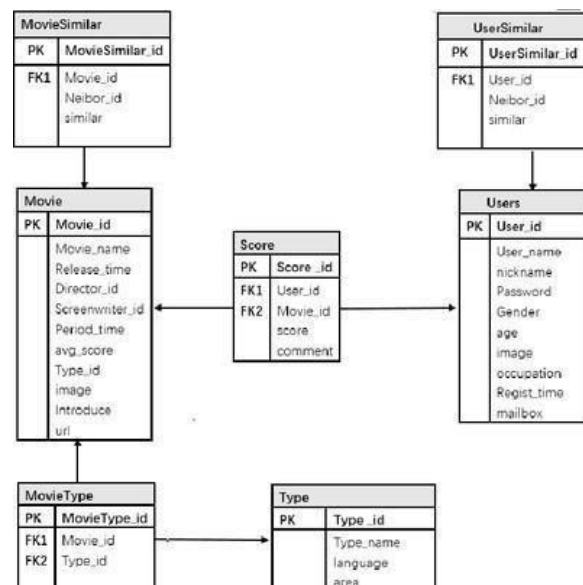 MovieSimilar
PK MovieSimilar_id
FK1 Movie_id
Neibor_id
similar
UserSimilar
PK UserSimilar_id
FK1 User_id
Neibor_id
similar
Movie
PK Movie_id
Movie_name
Release_time
Director_id
Screenwriter_id
Period_time
avg_score
Type_id
image
Introduce
url
Score
PK Score _id
FK1 User_id
FK2 Movie_id
score
comment
Users
PK User_id
User_name
nickname
Password
Gender
age
image
occupation
Regist_time
mailbox
MovieType
PK MovieType_id
FK1 Movie_id
FK2 Type_id
Type
PK Type _id
Type_name
language
area